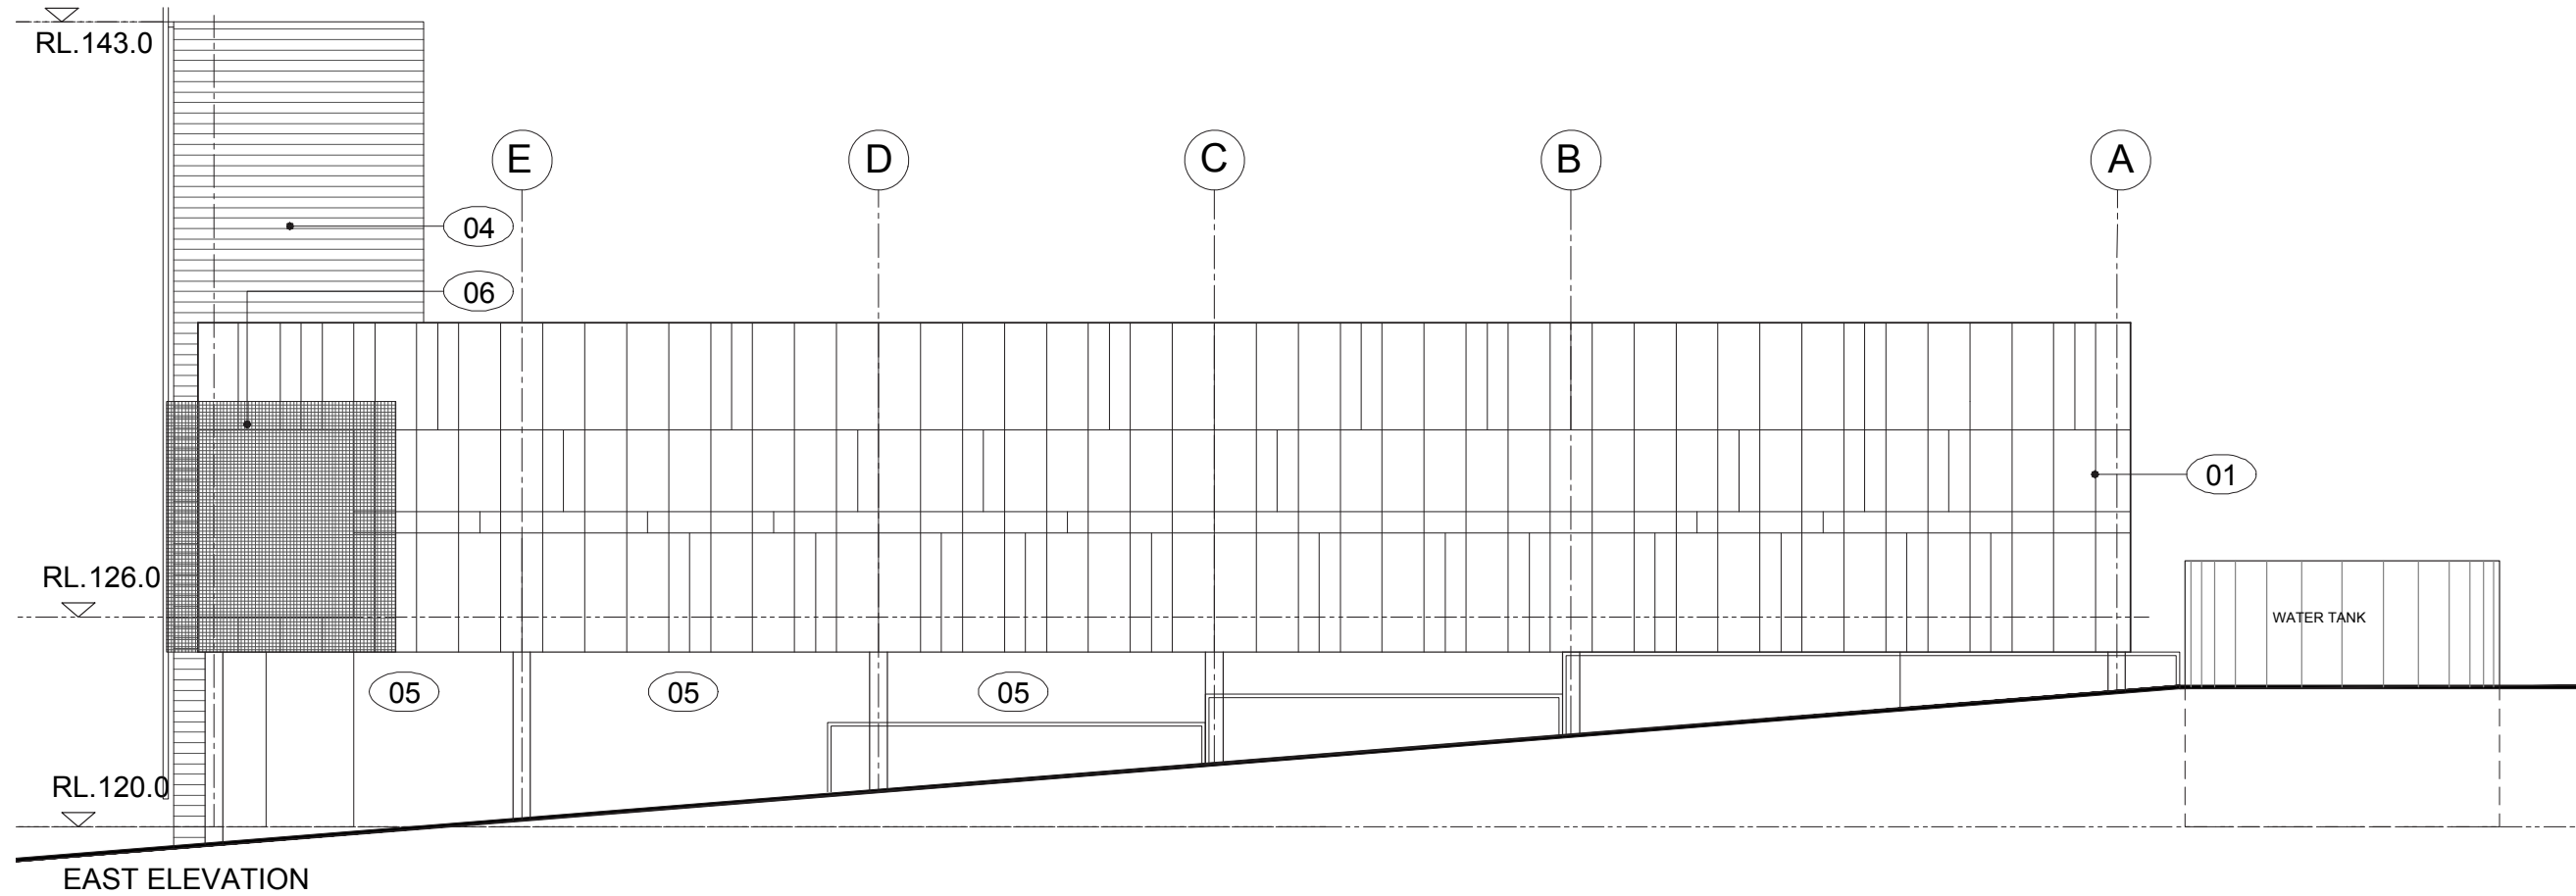 RL.143.0
E
D
C
B
A
04
06
01
RL.126.0
WATER TANK
05
05
05
RL.120.0
EAST ELEVATION